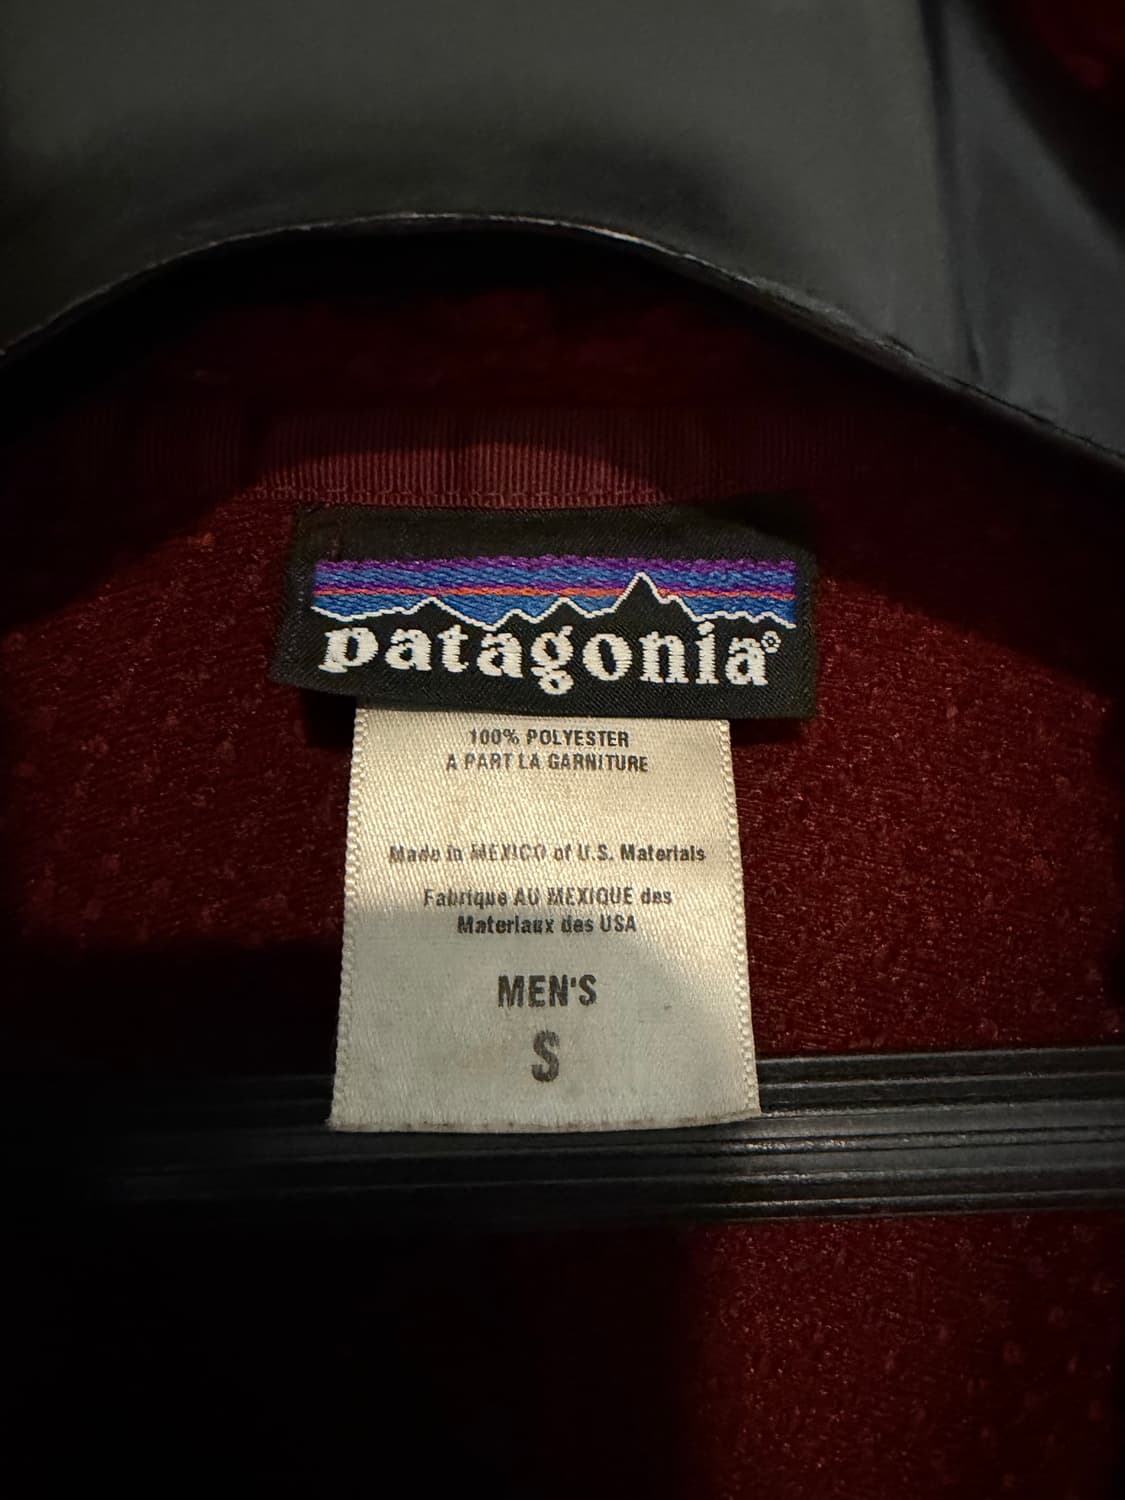 patagonia®
100% POLYESTER
A PART LA GARNITURE
Made in MEXICO of U.S. Materials
Fabrique AU MEXIQUE des
Materiaux des USA
MEN'S
S